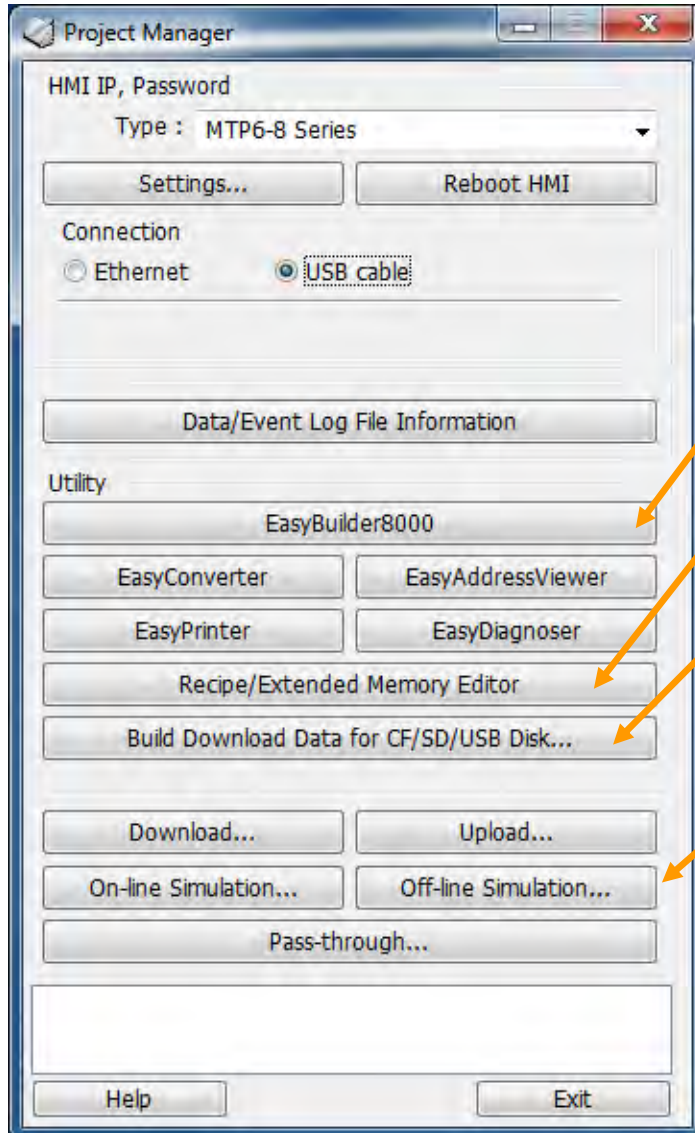 Project Manager
HMI IP, Password
Type : MTP6-8 Series
Settings... Reboot HMI
Connection
Ethernet USB cable
Data/Event Log File Information
Utility
EasyBuilder8000
EasyConverter EasyAddressViewer
EasyPrinter EasyDiagnoser
Recipe/Extended Memory Editor
Build Download Data for CF/SD/USB Disk...
Download... Upload...
On-line Simulation... Off-line Simulation...
Pass-through...
Help Exit